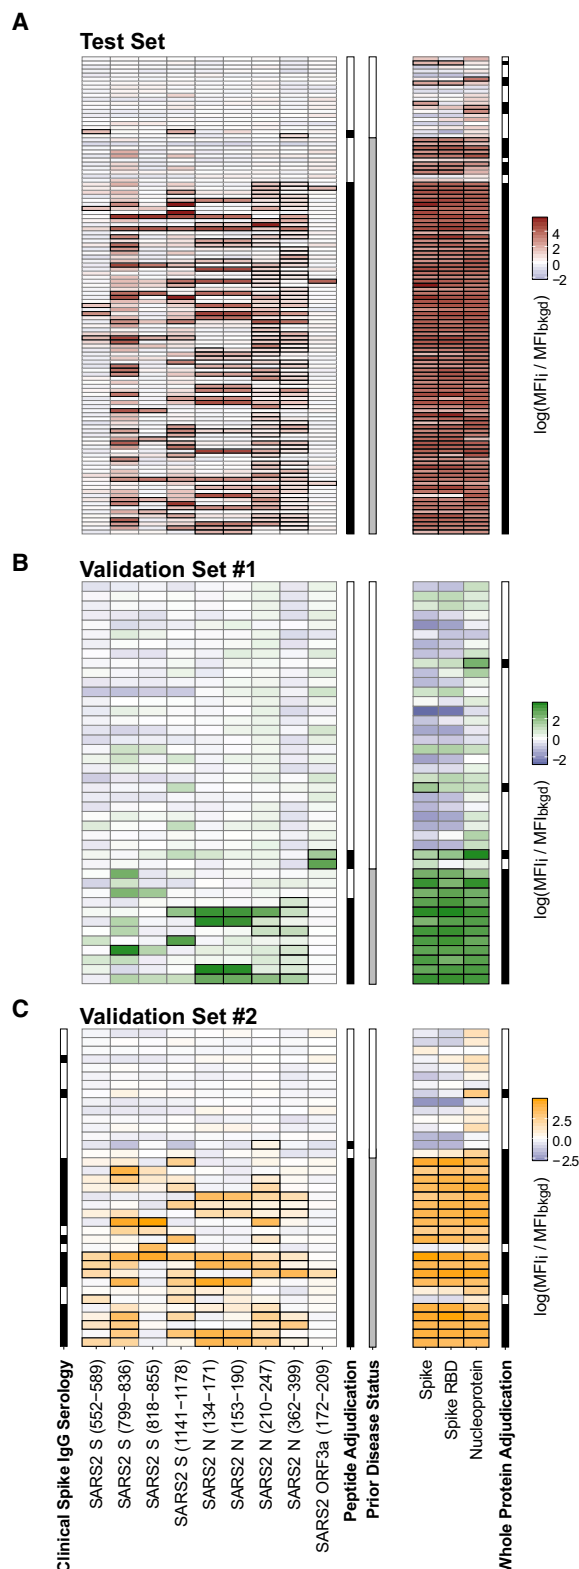 A
Test Set
4
2
0
−2
log(MFIi / MFIbkgd)
B
Validation Set #1
2
0
−2
log(MFIi / MFIbkgd)
C
Validation Set #2
2.5
0.0
−2.5
log(MFIi / MFIbkgd)
Clinical Spike IgG Serology
SARS2 S (552−589)
SARS2 S (799−836)
SARS2 S (818−855)
SARS2 S (1141−1178)
SARS2 N (134−171)
SARS2 N (153−190)
SARS2 N (210−247)
SARS2 N (362−399)
SARS2 ORF3a (172−209)
Peptide Adjudication
Prior Disease Status
Spike
Spike RBD
Nucleoprotein
Whole Protein Adjudication